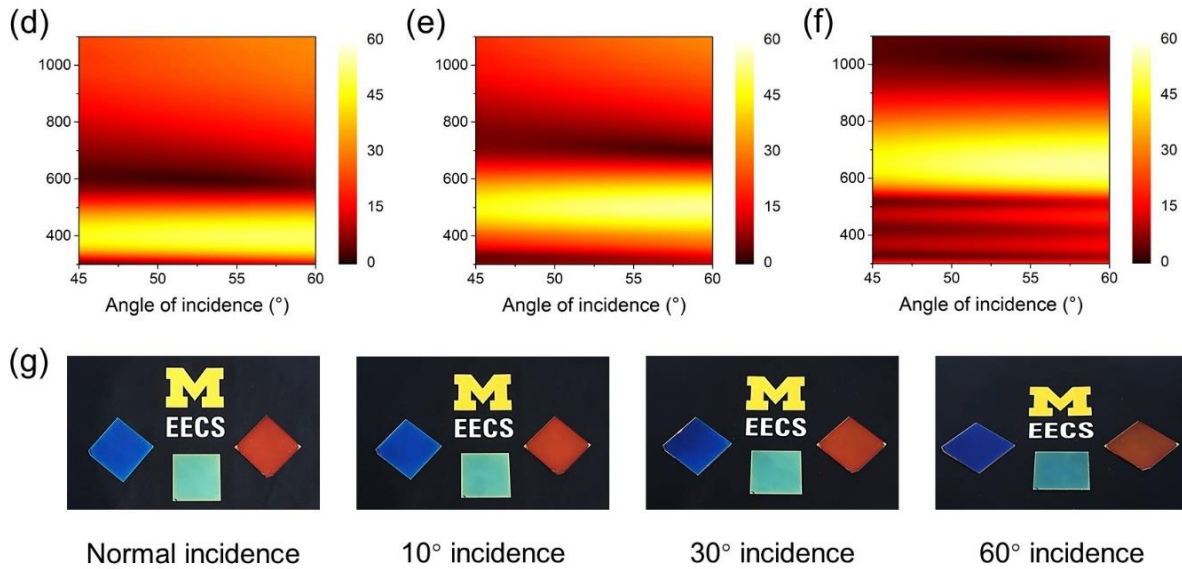 (d)
1100
1000
800
600
400
45
50
55
60
Angle of incidence (°)
60
45
30
15
0
(e)
1000
800
600
400
45
50
55
60
Angle of incidence (°)
60
45
30
15
0
(f)
1000
800
600
400
45
50
55
60
Angle of incidence (°)
60
45
30
15
0
(g)
M
EECS
M
EECS
M
EECS
M
EECS
Normal incidence
10° incidence
30° incidence
60° incidence